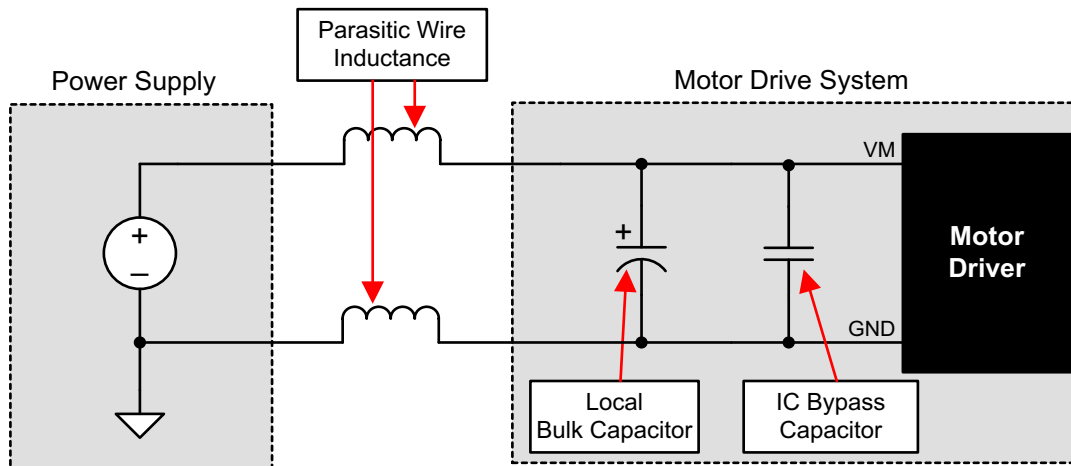 Parasitic Wire
Inductance
Power Supply
Motor Drive System
VM
+
–
+
Motor
Driver
GND
Local
Bulk Capacitor
IC Bypass
Capacitor